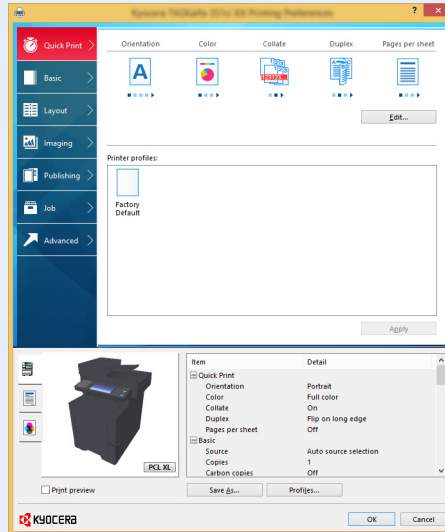 ? ×
Quick Print
Orientation Color Collate Duplex Pages per sheet
A
123123
Basic
Layout
Edit...
Imaging
Printer profiles:
Publishing
Factory
Default
Job
Advanced
Apply
Item Detail
Quick Print
Orientation Portrait
Color Full color
Collate On
Duplex Flip on long edge
Pages per sheet Off
Basic
Source Auto source selection
Copies 1
Carbon copies Off
PCL XL
Print preview
Save As... Profiles...
KYOCERA
OK Cancel